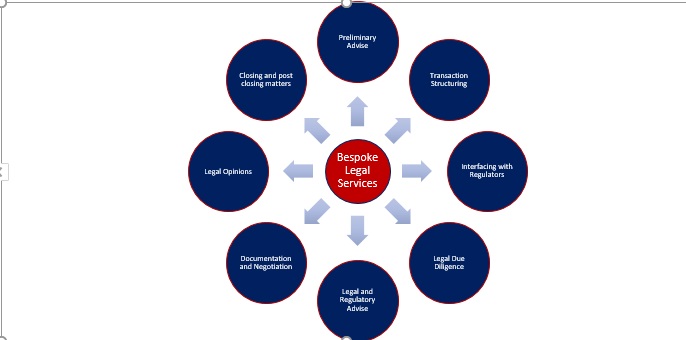 Preliminary
Advise
Closing and post
closing matters
Transaction
Structuring
Bespoke
Legal
Services
Legal Opinions
Interfacing with
Regulators
Documentation
and Negotiation
Legal Due
Diligence
Legal and
Regulatory
Advise